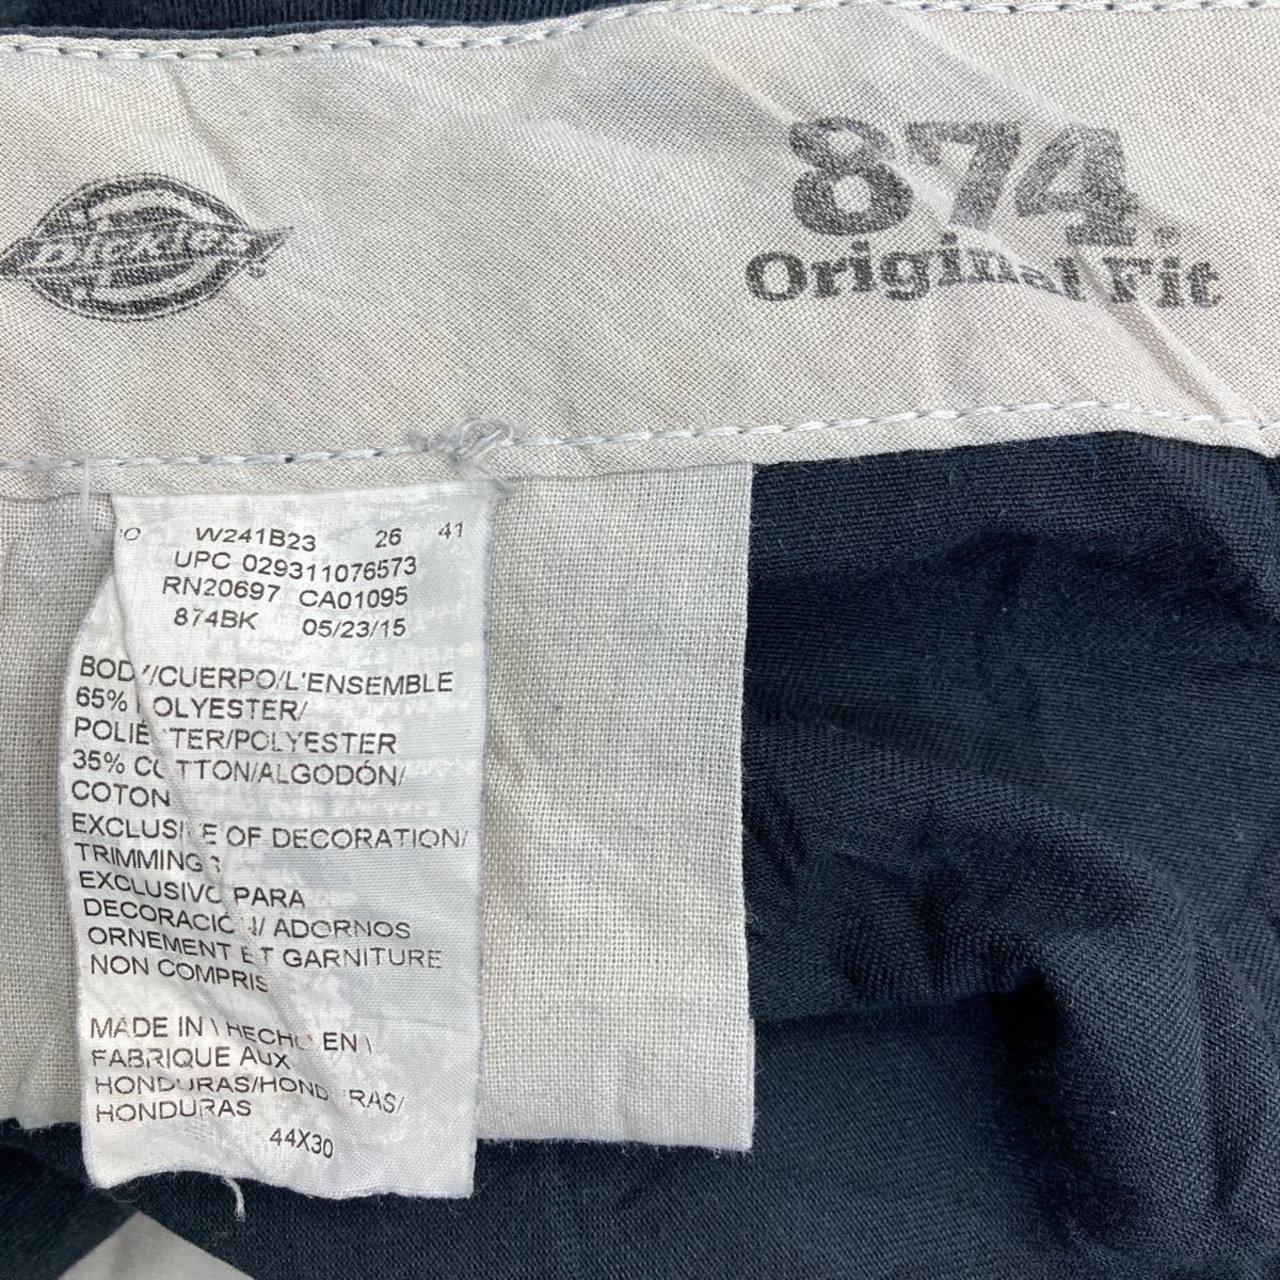 Dickies
874®
Original Fit
O W241B23 26 41
UPC 029311076573
RN20697 CA01095
874BK 05/23/15
BODY/CUERPO/L'ENSEMBLE
65% POLYESTER/
POLIÉSTER/POLYESTER
35% COTTON/ALGODÓN/
COTON
EXCLUSIVE OF DECORATION/
TRIMMINGS
EXCLUSIVO PARA
DECORACIÓN/ ADORNOS
ORNEMENT ET GARNITURE
NON COMPRIS
MADE IN \ HECHO EN \
FABRIQUE AUX
HONDURAS/HONDURAS/
HONDURAS
44X30